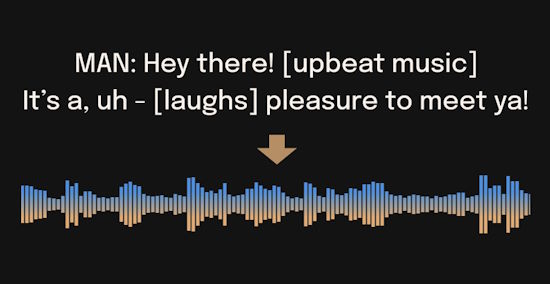 MAN: Hey there! [upbeat music]
It's a, uh - [laughs] pleasure to meet ya!